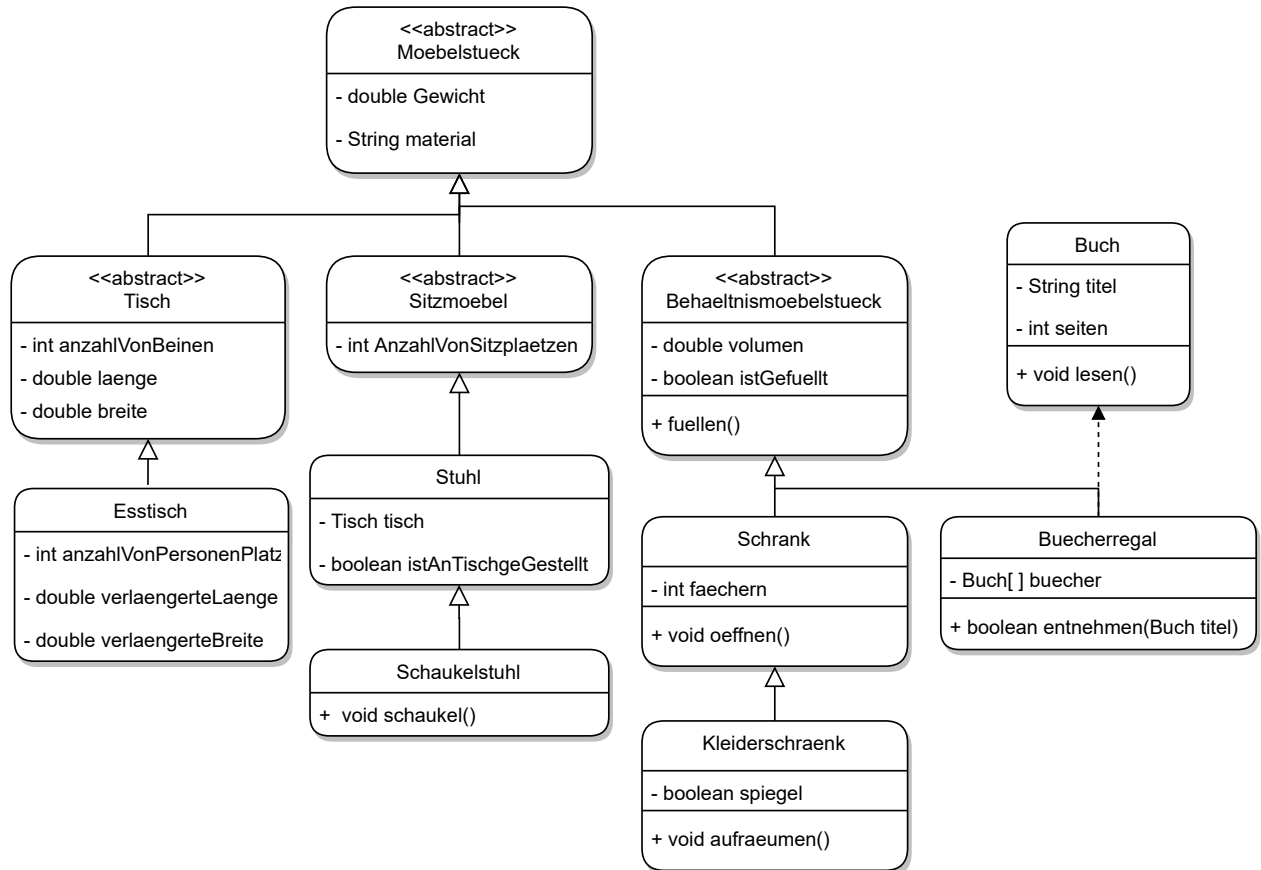 <<abstract>>
Moebelstueck
- double Gewicht
- String material
<<abstract>>
Tisch
- int anzahlVonBeinen
- double laenge
- double breite
<<abstract>>
Sitzmoebel
- int AnzahlVonSitzplaetzen
<<abstract>>
Behaeltnismoebelstueck
- double volumen
- boolean istGefuellt
+ fuellen()
Buch
- String titel
- int seiten
+ void lesen()
Esstisch
- int anzahlVonPersonenPlatz
- double verlaengerteLaenge
- double verlaengerteBreite
Stuhl
- Tisch tisch
- boolean istAnTischgeGestellt
Schaukelstuhl
+ void schaukel()
Schrank
- int faechern
+ void oeffnen()
Buecherregal
- Buch[ ] buecher
+ boolean entnehmen(Buch titel)
Kleiderschraenk
- boolean spiegel
+ void aufraeumen()